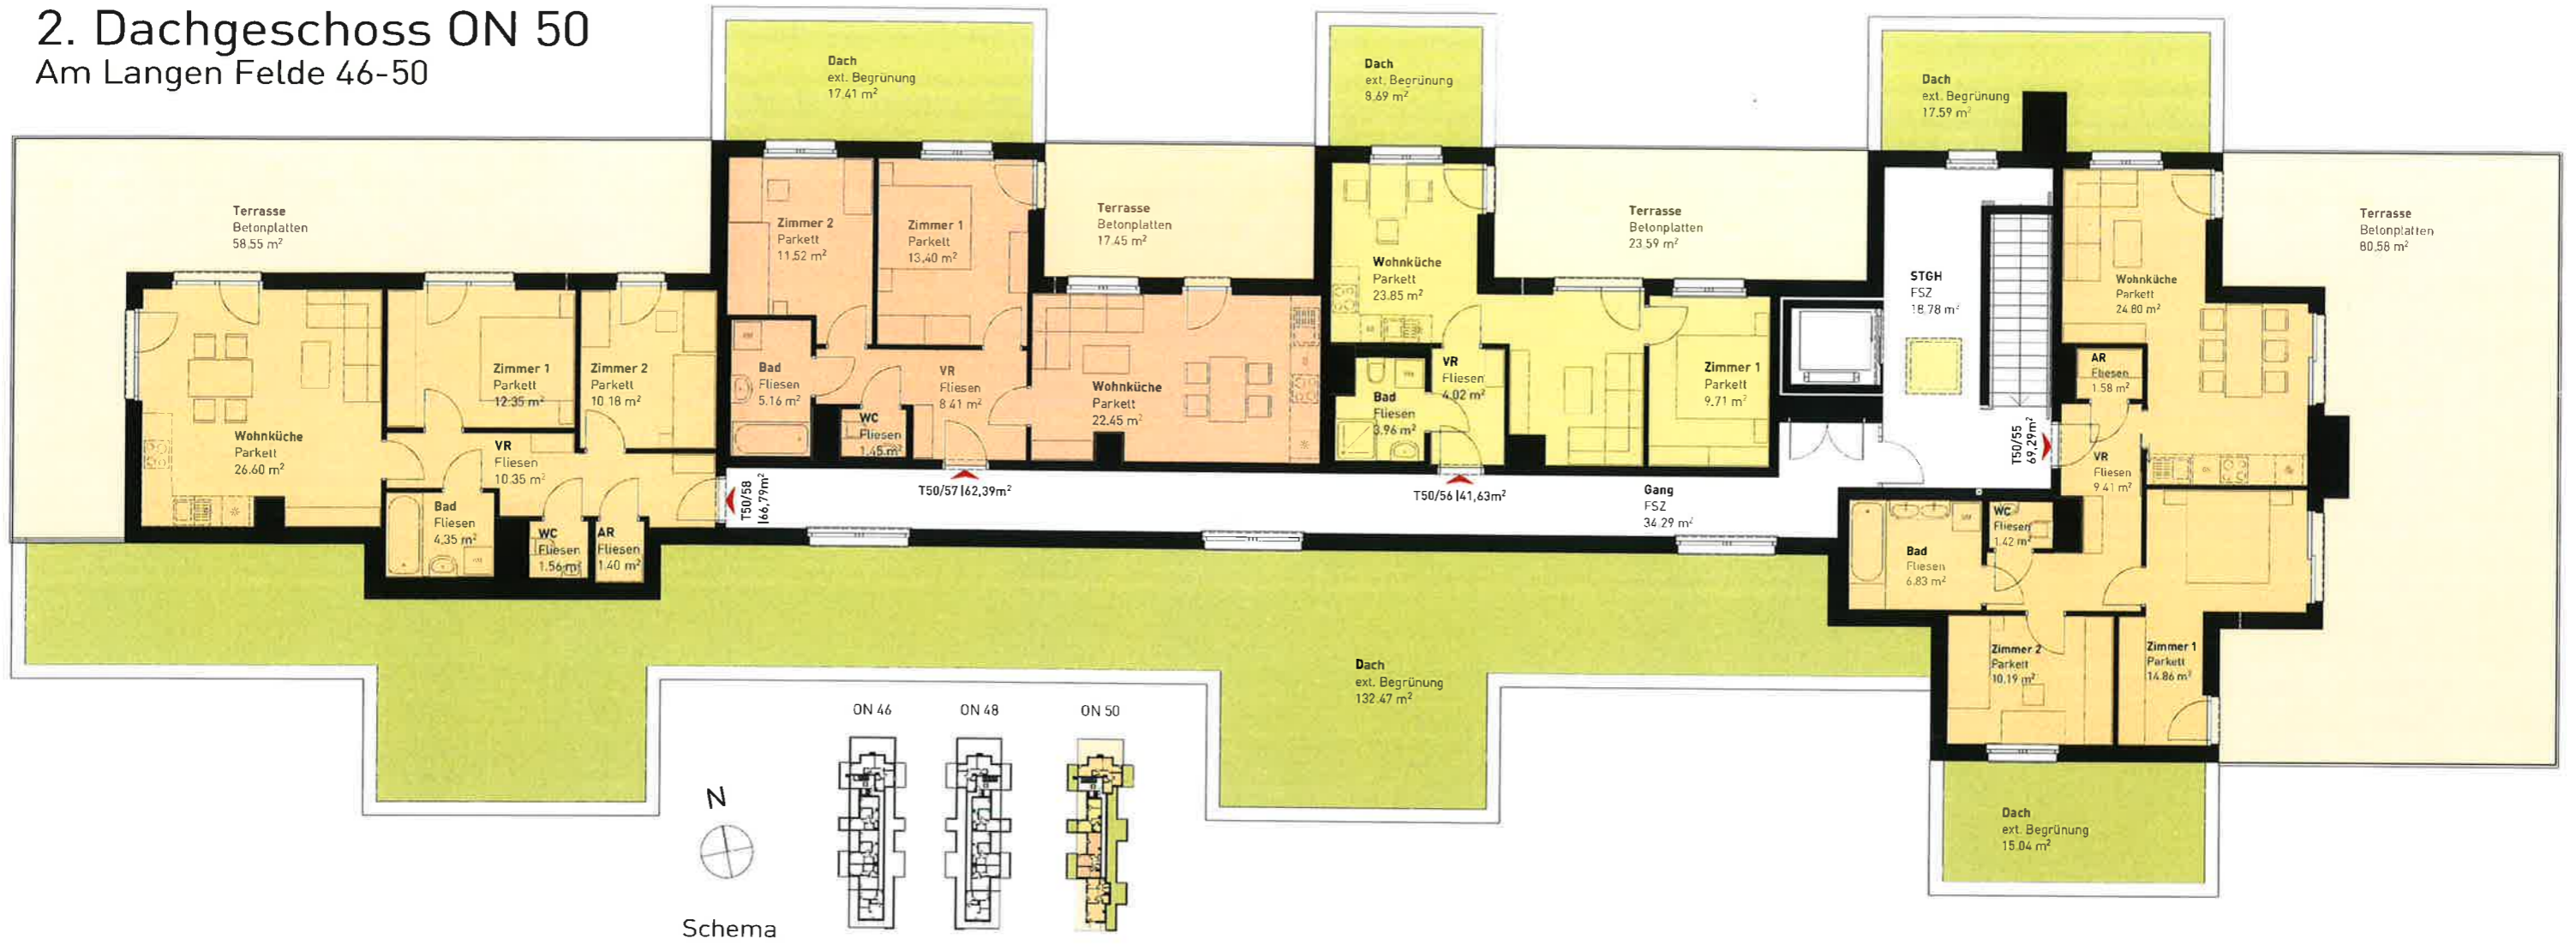 2. Dachgeschoss ON 50
Am Langen Felde 46-50
Dach
ext. Begrünung
17.41 m²
Dach
ext. Begrünung
8.69 m²
Dach
ext. Begrünung
17.59 m²
Terrasse
Betonplatten
58.55 m²
Zimmer 2
Parkett
11.52 m²
Zimmer 1
Parkett
13.40 m²
Terrasse
Betonplatten
17.45 m²
Wohnküche
Parkett
23.85 m²
Terrasse
Betonplatten
23.59 m²
STGH
FSZ
18.78 m²
Wohnküche
Parkett
24.80 m²
Terrasse
Betonplatten
80,58 m²
Wohnküche
Parkett
26.60 m²
Zimmer 1
Parkett
12.35 m²
Zimmer 2
Parkett
10.18 m²
VR
Fliesen
10.35 m²
Bad
Fliesen
4.35 m²
WC
Fliesen
1.56 m²
AR
Fliesen
1.40 m²
T50/58
|66,79m²
Bad
Fliesen
5.16 m²
WC
Fliesen
1.45 m²
VR
Fliesen
8.41 m²
Wohnküche
Parkett
22.45 m²
T50/57|62,39m²
Bad
Fliesen
3.96 m²
VR
Fliesen
4.02 m²
Zimmer 1
Parkett
9.71 m²
T50/56|41,63m²
Gang
FSZ
34.29 m²
T50/55
69,29m²
AR
Fliesen
1.58 m²
VR
Fliesen
9.41 m²
WC
Fliesen
1.42 m²
Bad
Fliesen
6.83 m²
Zimmer 2
Parkett
10.19 m²
Zimmer 1
Parkett
14.86 m²
Dach
ext. Begrünung
132.47 m²
Dach
ext. Begrünung
15.04 m²
ON 46
ON 48
ON 50
N
Schema